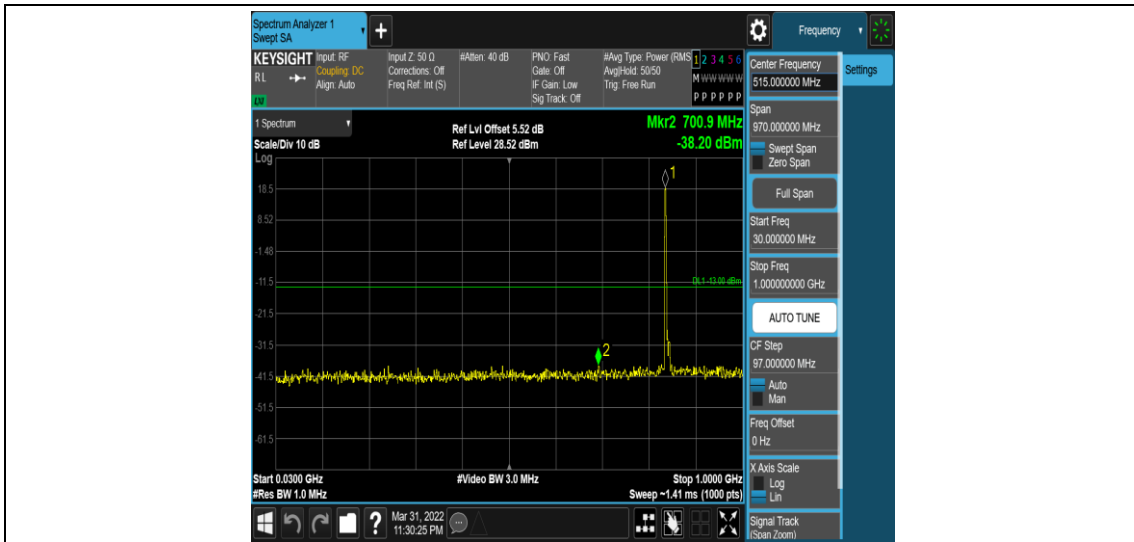 Spectrum Analyzer 1
Swept SA
+
Frequency
KEYSIGHT
RL
LXI
Input: RF
Coupling: DC
Align: Auto
Input Z: 50 Ω
Corrections: Off
Freq Ref: Int (S)
#Atten: 40 dB
PNO: Fast
Gate: Off
IF Gain: Low
Sig Track: Off
#Avg Type: Power (RMS
Avg|Hold: 50/50
Trig: Free Run
1 2 3 4 5 6
M W W W W W
P P P P P P
Center Frequency
515.000000 MHz
Settings
Span
970.000000 MHz
Swept Span
Zero Span
Full Span
Start Freq
30.000000 MHz
Stop Freq
1.000000000 GHz
AUTO TUNE
CF Step
97.000000 MHz
Auto
Man
Freq Offset
0 Hz
X Axis Scale
Log
Lin
Signal Track
(Span Zoom)
1 Spectrum
Scale/Div 10 dB
Ref Lvl Offset 5.52 dB
Ref Level 28.52 dBm
Mkr2 700.9 MHz
-38.20 dBm
Log
1
18.5
8.52
-1.48
-11.5
DL1 -13.00 dBm
-21.5
-31.5
2
-41.5
-51.5
-61.5
Start 0.0300 GHz
#Video BW 3.0 MHz
Stop 1.0000 GHz
#Res BW 1.0 MHz
Sweep ~1.41 ms (1000 pts)
?
Mar 31, 2022
11:30:25 PM